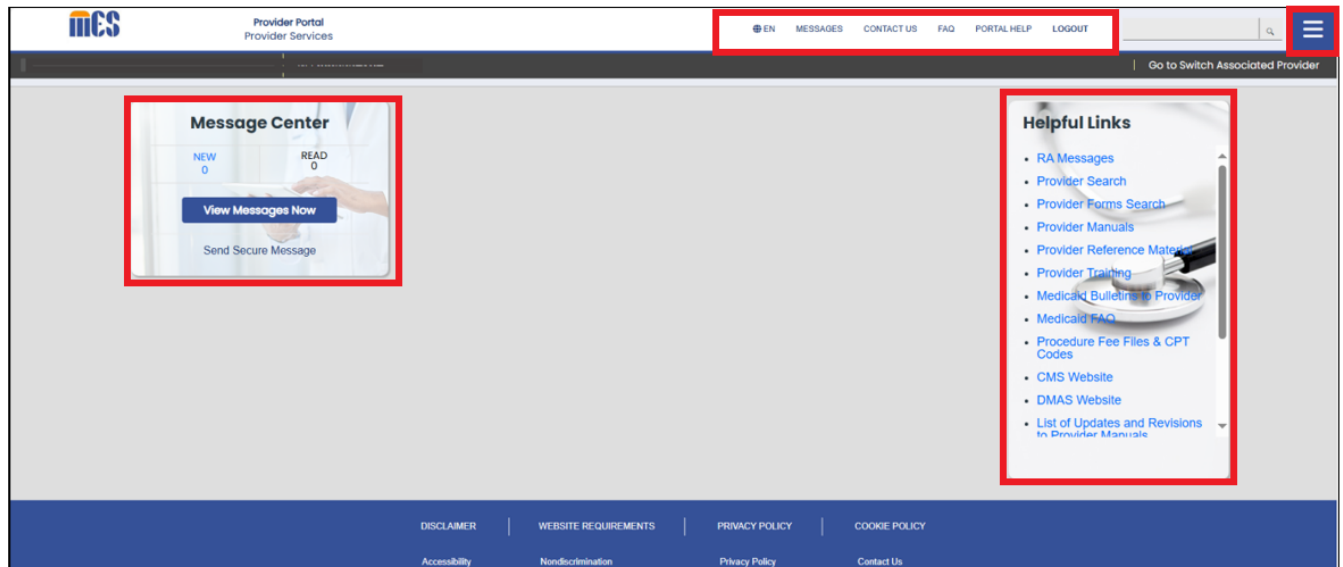 mES
Provider Portal
Provider Services
EN MESSAGES CONTACT US FAQ PORTAL HELP LOGOUT
Go to Switch Associated Provider
Message Center
NEW READ
0 0
View Messages Now
Send Secure Message
Helpful Links
• RA Messages
• Provider Search
• Provider Forms Search
• Provider Manuals
• Provider Reference Material
• Provider Training
• Medicaid Bulletins to Provider
• Medicaid FAQ
• Procedure Fee Files & CPT
Codes
• CMS Website
• DMAS Website
• List of Updates and Revisions
to Provider Manuals
DISCLAIMER WEBSITE REQUIREMENTS PRIVACY POLICY COOKIE POLICY
Accessibility Nondiscrimination Privacy Policy Contact Us